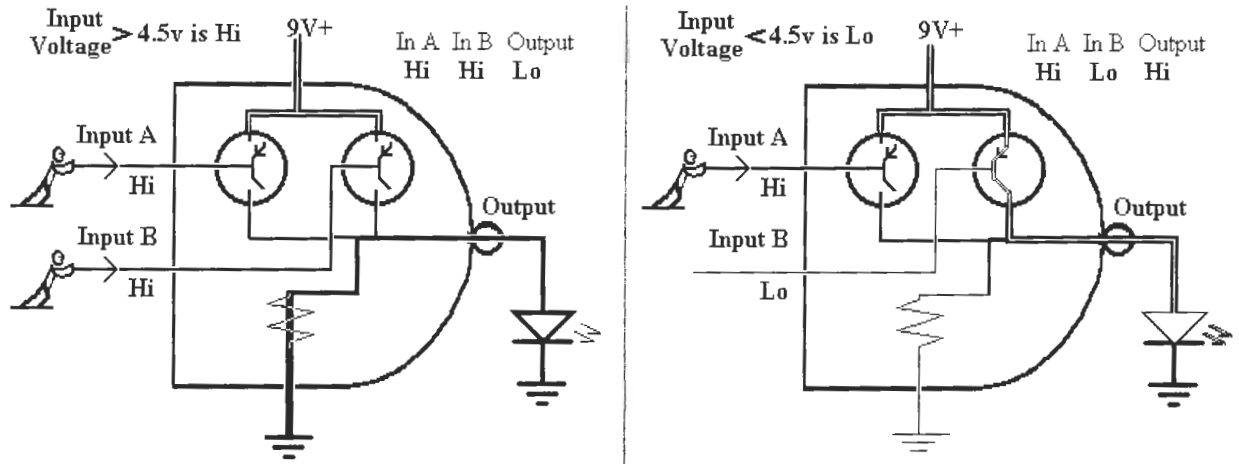 Input
Voltage > 4.5v is Hi
9V+
In A In B Output
Hi Hi Lo
Input A
Hi
Output
Input B
Hi
Input
Voltage <4.5v is Lo
9V+
In A In B Output
Hi Lo Hi
Input A
Hi
Output
Input B
Lo